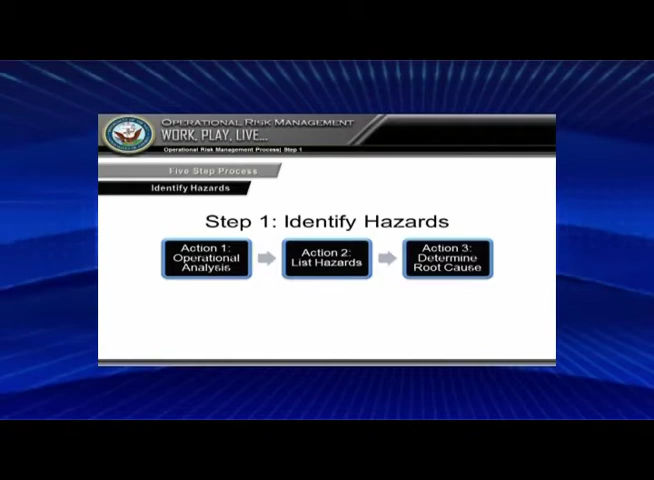 OPERATIONAL RISK MANAGEMENT
WORK, PLAY, LIVE...
Operational Risk Management Process| Step 1
Five Step Process
Identify Hazards
Step 1: Identify Hazards
Action 1:
Operational
Analysis
Action 2:
List Hazards
Action 3:
Determine
Root Cause